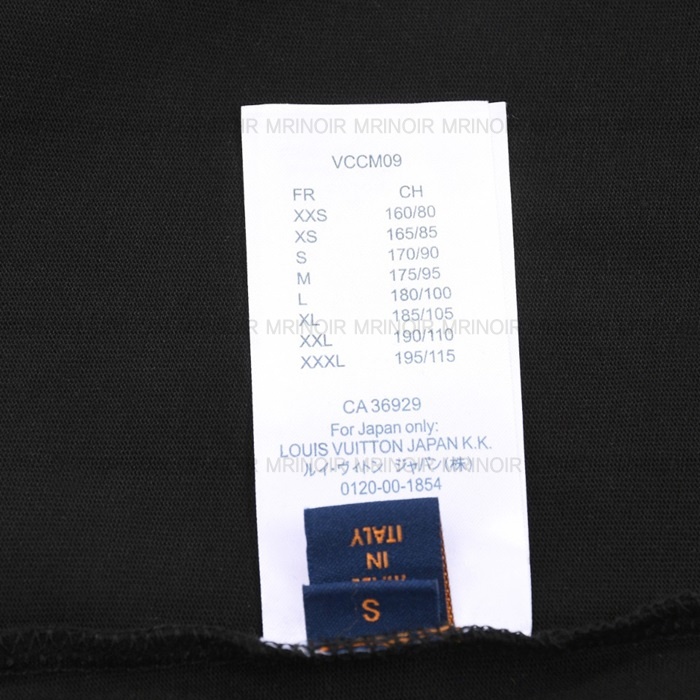 MRINOIR MRINOIR MRINOIR
VCCM09
FR CH
XXS 160/80
XS 165/85
S 170/90
M 175/95
L 180/100
XL 185/105
MRINOIR MRINOIR MRINOIR
XXL 190/110
XXXL 195/115
CA 36929
For Japan only:
LOUIS VUITTON JAPAN K.K.
MRINOIR MRINOIR MRINOIR
ルイ・ヴィトン ジャパン(株)
0120-00-1854
ITALY
IN
S